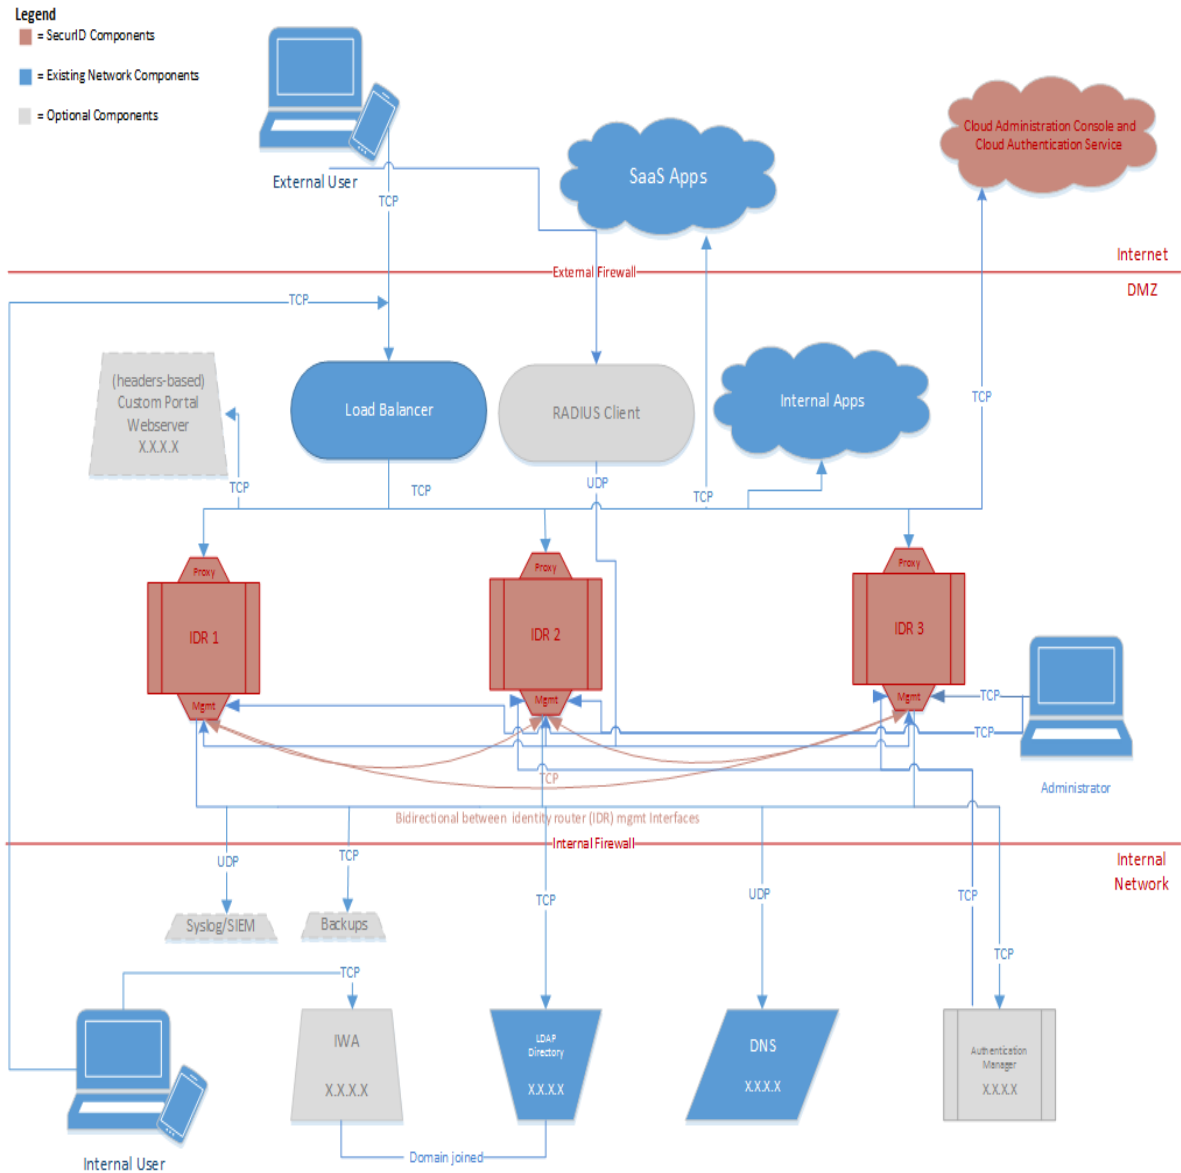 Legend
= SecurID Components
= Existing Network Components
= Optional Components
External User
SaaS Apps
Cloud Administration Console and
Cloud Authentication Service
TCP
Internet
External Firewall
DMZ
TCP
(headers-based)
Custom Portal
Webserver
X.X.X.X
Load Balancer
RADIUS Client
Internal Apps
TCP
TCP
TCP
UDP
TCP
Proxy
IDR 1
Mgmt
Proxy
IDR 2
Mgmt
Proxy
IDR 3
Mgmt
TCP
TCP
Administrator
TCP
Bidirectional between identity router (IDR) mgmt Interfaces
Internal Firewall
Internal
Network
UDP
TCP
TCP
UDP
TCP
TCP
Syslog/SIEM
Backups
TCP
IWA
X.X.X.X
LDAP
Directory
X.X.X.X
DNS
X.X.X.X
Authentication
Manager
X.X.X.X
Internal User
Domain joined